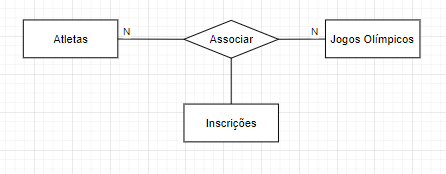 Atletas
N
Associar
N
Jogos Olímpicos
Inscrições